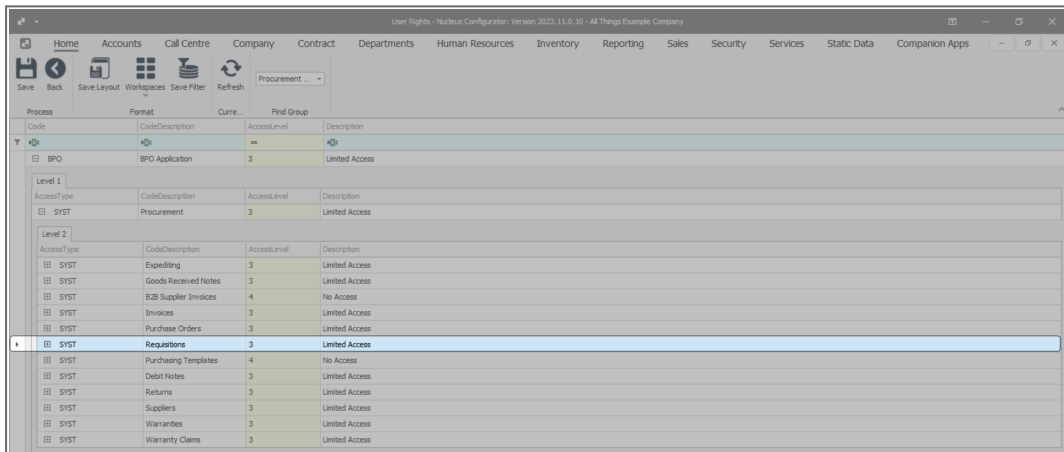 User Rights - Nucleus Configurator: Version 2023.11.0.10 - All Things Example Company
Home Accounts Call Centre Company Contract Departments Human Resources Inventory Reporting Sales Security Services Static Data Companion Apps
Save Back Save Layout Workspaces Save Filter Refresh Procurement ...
Process Format Curre... Find Group
Code CodeDescription AccessLevel Description
=
BPO BPO Application 3 Limited Access
Level 1
AccessType CodeDescription AccessLevel Description
SYST Procurement 3 Limited Access
Level 2
AccessType CodeDescription AccessLevel Description
SYST Expediting 3 Limited Access
SYST Goods Received Notes 3 Limited Access
SYST B2B Supplier Invoices 4 No Access
SYST Invoices 3 Limited Access
SYST Purchase Orders 3 Limited Access
SYST Requisitions 3 Limited Access
SYST Purchasing Templates 4 No Access
SYST Debit Notes 3 Limited Access
SYST Returns 3 Limited Access
SYST Suppliers 3 Limited Access
SYST Warranties 3 Limited Access
SYST Warranty Claims 3 Limited Access